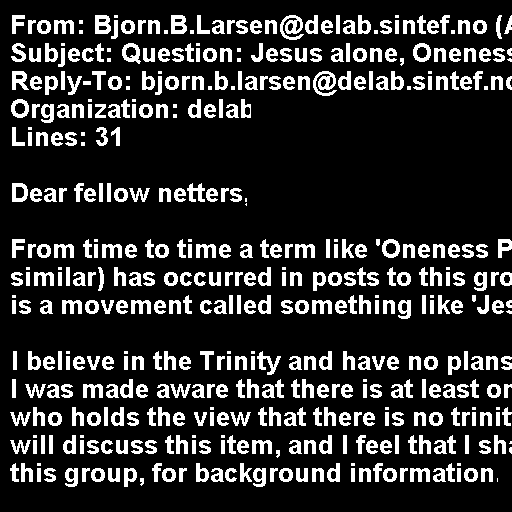 From: Bjorn.B.Larsen@delab.sintef.no (
Subject: Question: Jesus alone, Oneness
Reply-To: bjorn.b.larsen@delab.sintef.no
Organization: delab
Lines: 31
Dear fellow netters,
From time to time a term like 'Oneness P
similar) has occurred in posts to this gro
is a movement called something like 'Jes
I believe in the Trinity and have no plans
I was made aware that there is at least or
who holds the view that there is no trinit
will discuss this item, and I feel that I sha
this group, for background information.